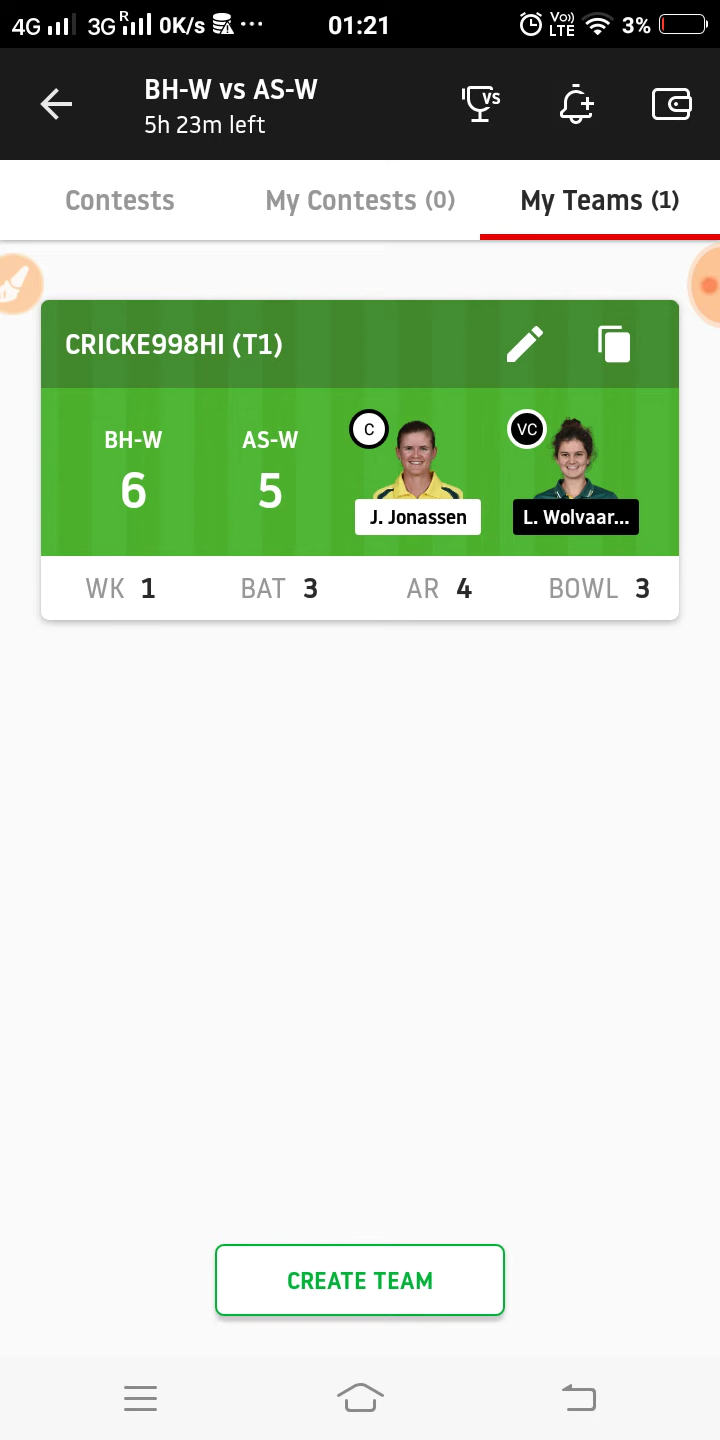 4G 3G R 0K/s 01:21 Vo)) LTE 3%
BH-W vs AS-W
5h 23m left
VS
Contests My Contests (0) My Teams (1)
CRICKE998HI (T1)
BH-W AS-W C VC
6 5
J. Jonassen L. Wolvaar...
WK 1 BAT 3 AR 4 BOWL 3
CREATE TEAM